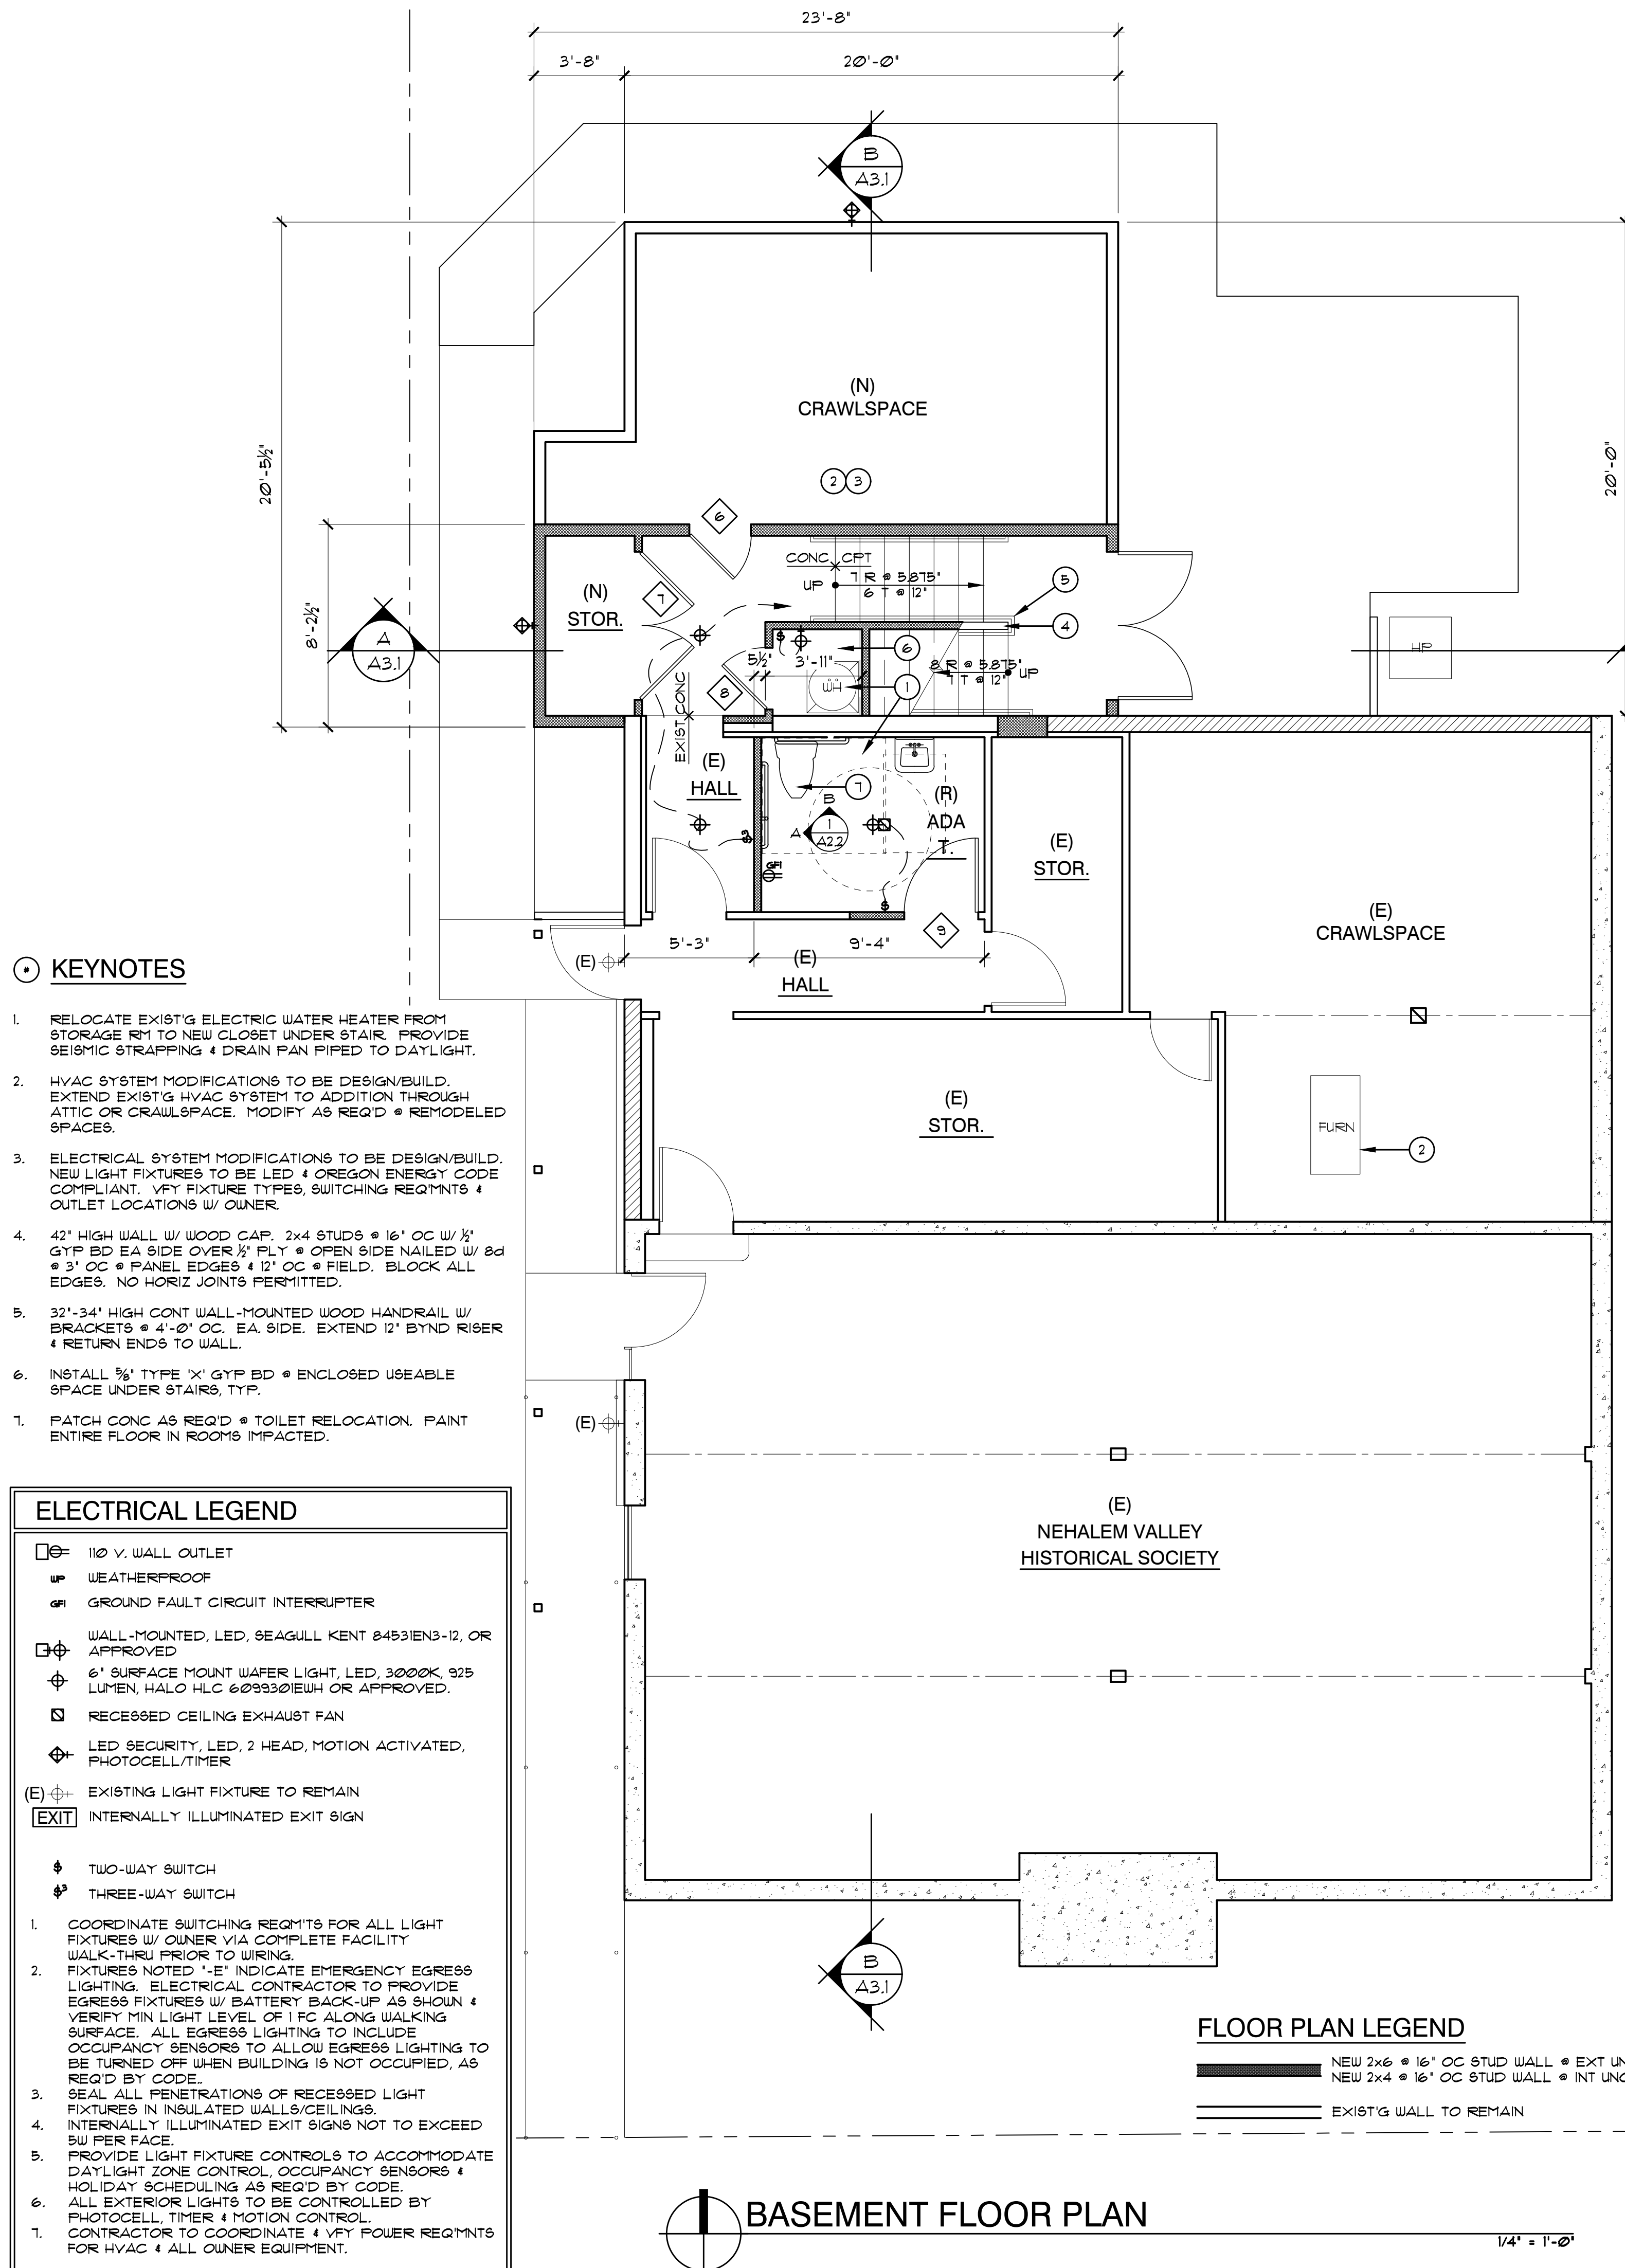 23'-8"
3'-8"
20'-0"
B
A3.1
(N)
CRAWLSPACE
20'-5½"
20'-0"
2 3
6
CONC CPT
UP
7 R @ 5.875"
6 T @ 12"
5
8'-2½"
(N)
STOR.
7
4
A
A3.1
6
5½" 3'-11"
8 R @ 5.875"
7 T @ 12"
UP
HP
8
WH
1
EXIST CONC
(E)
HALL
7
B
A
1
A2.2
(R)
ADA
T.
$3
GFI
$
(E)
STOR.
(E)
CRAWLSPACE
9
5'-3"
9'-4"
(E)
(E)
HALL
# KEYNOTES
1. RELOCATE EXIST'G ELECTRIC WATER HEATER FROM
STORAGE RM TO NEW CLOSET UNDER STAIR. PROVIDE
SEISMIC STRAPPING & DRAIN PAN PIPED TO DAYLIGHT.
2. HVAC SYSTEM MODIFICATIONS TO BE DESIGN/BUILD.
EXTEND EXIST'G HVAC SYSTEM TO ADDITION THROUGH
ATTIC OR CRAWLSPACE. MODIFY AS REQ'D @ REMODELED
SPACES.
3. ELECTRICAL SYSTEM MODIFICATIONS TO BE DESIGN/BUILD.
NEW LIGHT FIXTURES TO BE LED & OREGON ENERGY CODE
COMPLIANT. VFY FIXTURE TYPES, SWITCHING REQ'MNTS &
OUTLET LOCATIONS W/ OWNER.
4. 42" HIGH WALL W/ WOOD CAP. 2x4 STUDS @ 16" OC W/ ½"
GYP BD EA SIDE OVER ½" PLY @ OPEN SIDE NAILED W/ 8d
@ 3" OC @ PANEL EDGES & 12" OC @ FIELD. BLOCK ALL
EDGES. NO HORIZ JOINTS PERMITTED.
5. 32"-34" HIGH CONT WALL-MOUNTED WOOD HANDRAIL W/
BRACKETS @ 4'-0" OC. EA. SIDE. EXTEND 12" BYND RISER
& RETURN ENDS TO WALL.
6. INSTALL ⅝" TYPE 'X' GYP BD @ ENCLOSED USEABLE
SPACE UNDER STAIRS, TYP.
7. PATCH CONC AS REQ'D @ TOILET RELOCATION. PAINT
ENTIRE FLOOR IN ROOMS IMPACTED.
(E)
STOR.
FURN
2
(E)
(E)
NEHALEM VALLEY
HISTORICAL SOCIETY
B
A3.1
ELECTRICAL LEGEND
110 V. WALL OUTLET
WP WEATHERPROOF
GFI GROUND FAULT CIRCUIT INTERRUPTER
WALL-MOUNTED, LED, SEAGULL KENT 84531EN3-12, OR
APPROVED
6" SURFACE MOUNT WAFER LIGHT, LED, 3000K, 925
LUMEN, HALO HLC 6099301EWH OR APPROVED.
RECESSED CEILING EXHAUST FAN
LED SECURITY, LED, 2 HEAD, MOTION ACTIVATED,
PHOTOCELL/TIMER
(E) EXISTING LIGHT FIXTURE TO REMAIN
EXIT INTERNALLY ILLUMINATED EXIT SIGN
$ TWO-WAY SWITCH
$3 THREE-WAY SWITCH
1. COORDINATE SWITCHING REQM'TS FOR ALL LIGHT
FIXTURES W/ OWNER VIA COMPLETE FACILITY
WALK-THRU PRIOR TO WIRING.
2. FIXTURES NOTED "-E" INDICATE EMERGENCY EGRESS
LIGHTING. ELECTRICAL CONTRACTOR TO PROVIDE
EGRESS FIXTURES W/ BATTERY BACK-UP AS SHOWN &
VERIFY MIN LIGHT LEVEL OF 1 FC ALONG WALKING
SURFACE. ALL EGRESS LIGHTING TO INCLUDE
OCCUPANCY SENSORS TO ALLOW EGRESS LIGHTING TO
BE TURNED OFF WHEN BUILDING IS NOT OCCUPIED, AS
REQ'D BY CODE..
3. SEAL ALL PENETRATIONS OF RECESSED LIGHT
FIXTURES IN INSULATED WALLS/CEILINGS.
4. INTERNALLY ILLUMINATED EXIT SIGNS NOT TO EXCEED
5W PER FACE.
5. PROVIDE LIGHT FIXTURE CONTROLS TO ACCOMMODATE
DAYLIGHT ZONE CONTROL, OCCUPANCY SENSORS &
HOLIDAY SCHEDULING AS REQ'D BY CODE.
6. ALL EXTERIOR LIGHTS TO BE CONTROLLED BY
PHOTOCELL, TIMER & MOTION CONTROL.
7. CONTRACTOR TO COORDINATE & VFY POWER REQ'MNTS
FOR HVAC & ALL OWNER EQUIPMENT.
FLOOR PLAN LEGEND
NEW 2x6 @ 16" OC STUD WALL @ EXT
NEW 2x4 @ 16" OC STUD WALL @ INT
EXIST'G WALL TO REMAIN
BASEMENT FLOOR PLAN
1/4" = 1'-0"